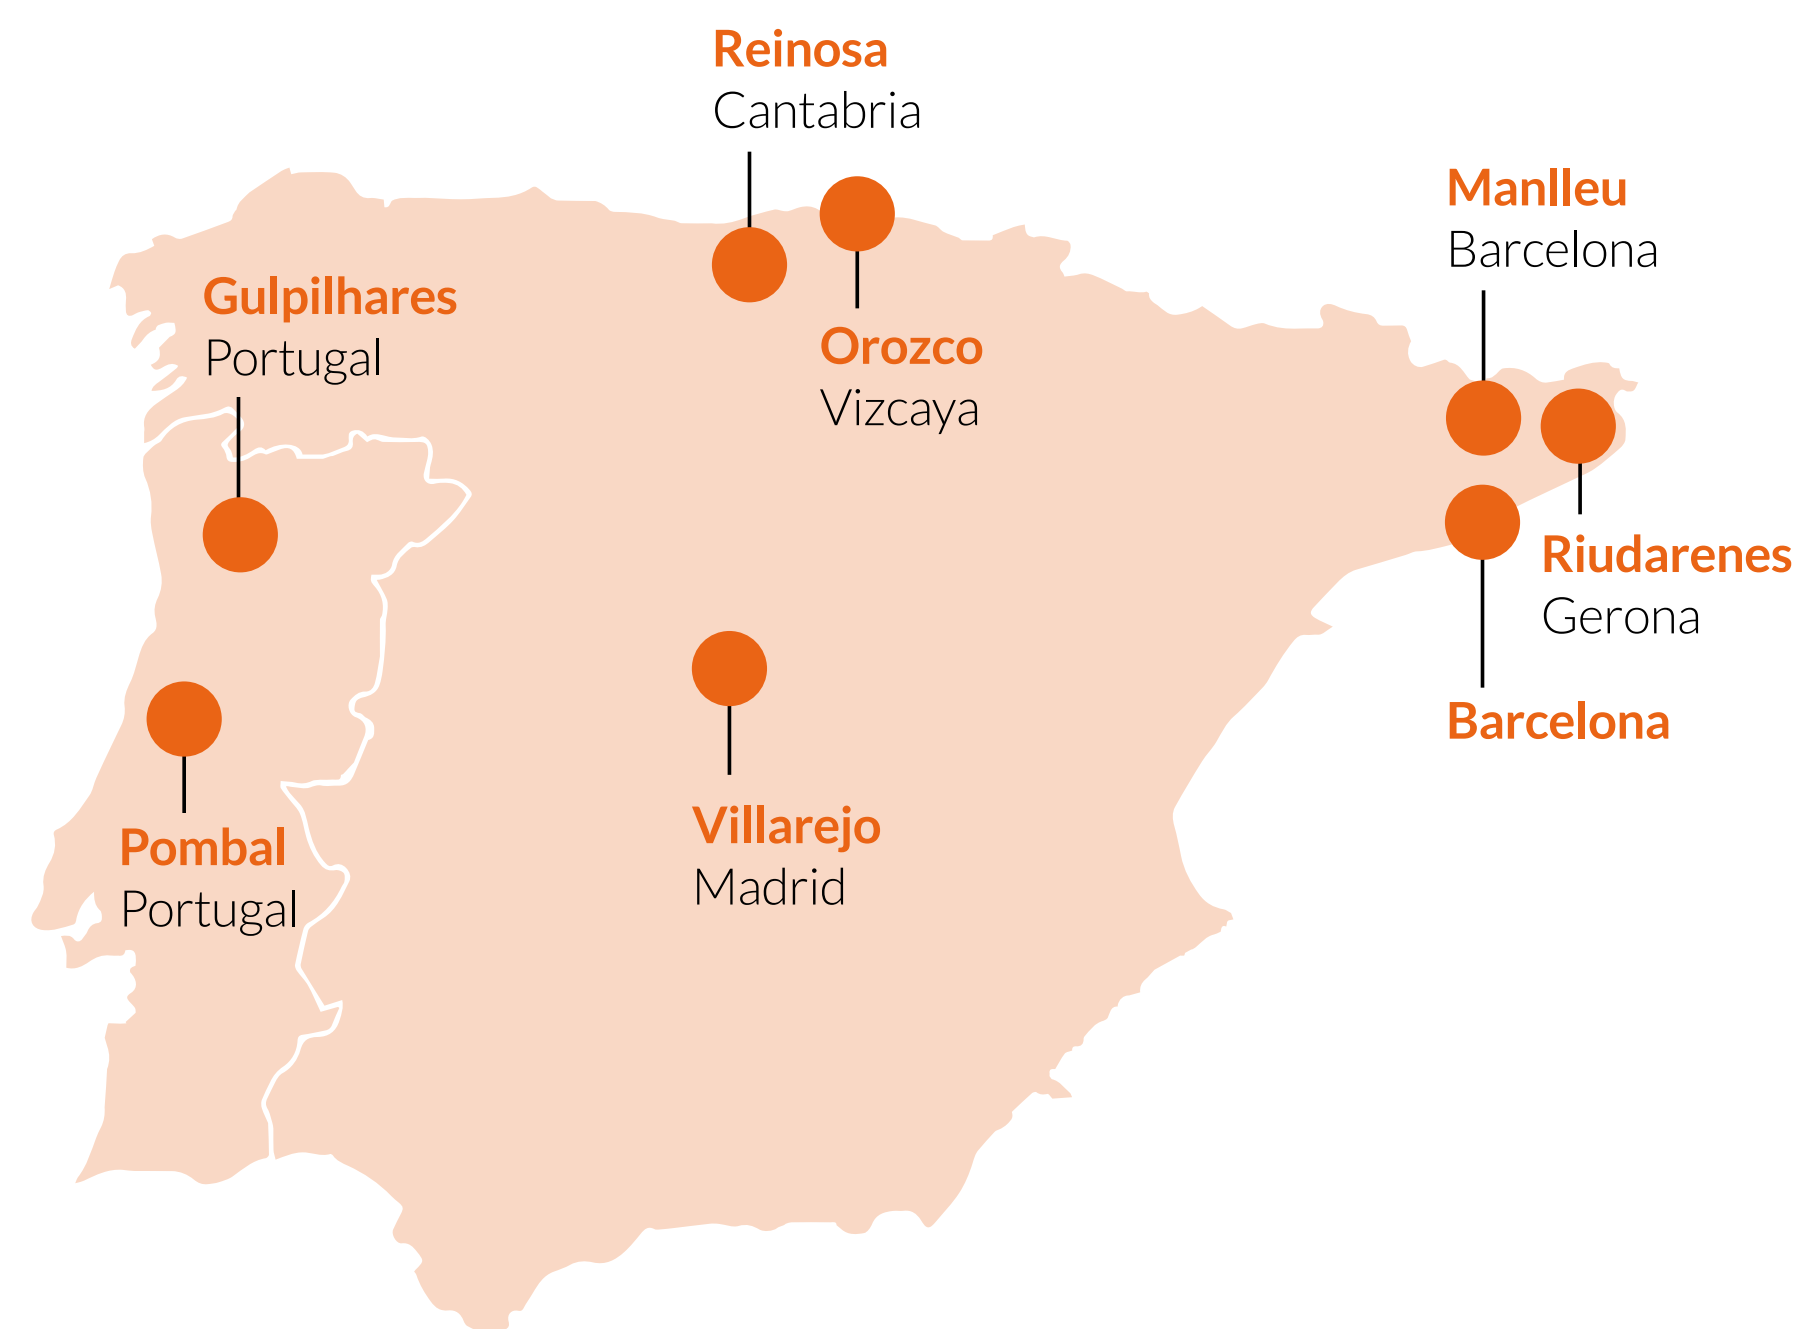 Reinosa
Cantabria
Manlleu
Barcelona
Gulpilhares
Portugal
Orozco
Vizcaya
Riudarenes
Gerona
Barcelona
Villarejo
Madrid
Pombal
Portugal